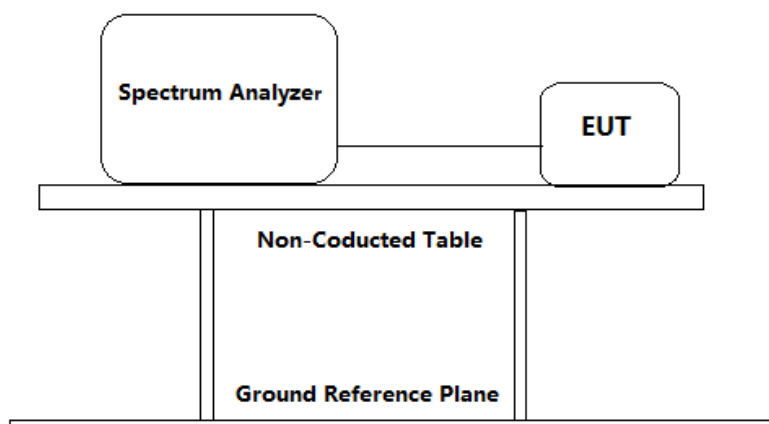 Spectrum Analyzer
EUT
Non-Coducted Table
Ground Reference Plane